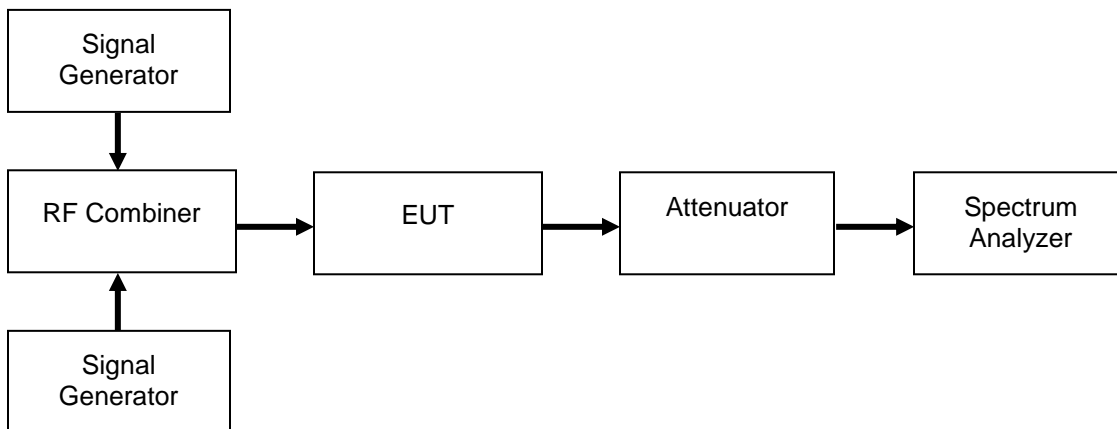 Signal
Generator
RF Combiner
EUT
Attenuator
Spectrum
Analyzer
Signal
Generator